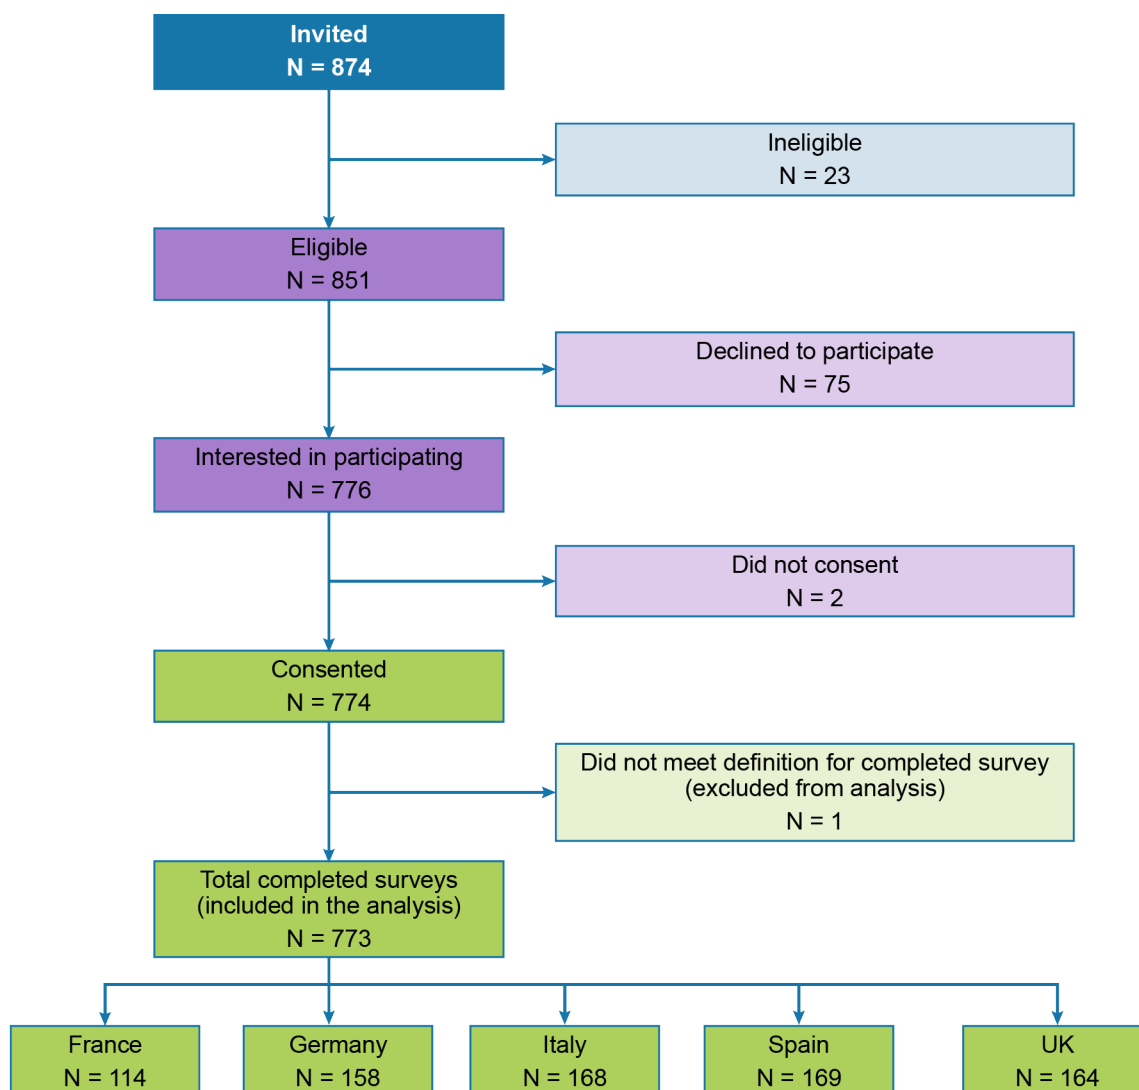 Invited
N = 874
Ineligible
N = 23
Eligible
N = 851
Declined to participate
N = 75
Interested in participating
N = 776
Did not consent
N = 2
Consented
N = 774
Did not meet definition for completed survey
(excluded from analysis)
N = 1
Total completed surveys
(included in the analysis)
N = 773
France
N = 114
Germany
N = 158
Italy
N = 168
Spain
N = 169
UK
N = 164